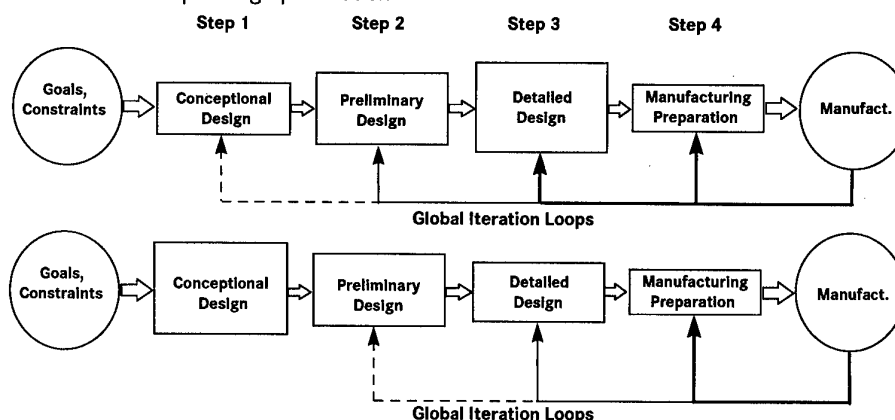 Step 1 Step 2 Step 3 Step 4
Goals,
Constraints
Conceptional
Design
Preliminary
Design
Detailed
Design
Manufacturing
Preparation
Manufact.
Global Iteration Loops
Goals,
Constraints
Conceptional
Design
Preliminary
Design
Detailed
Design
Manufacturing
Preparation
Manufact.
Global Iteration Loops